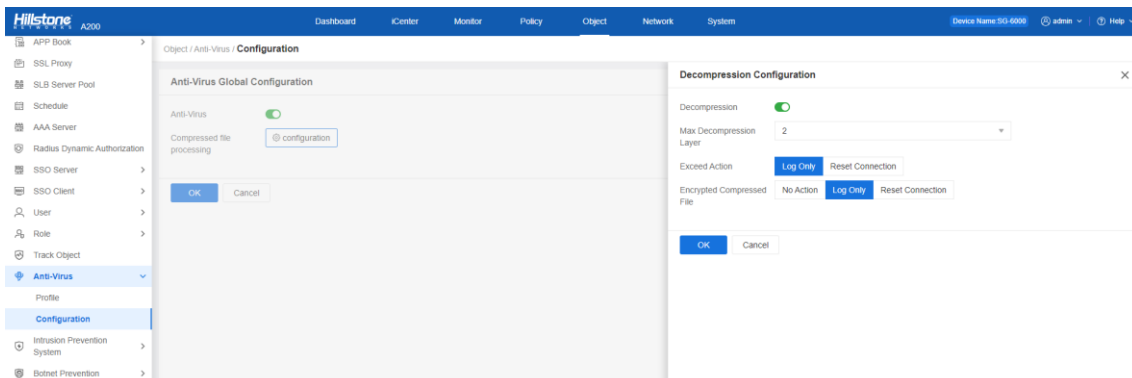 Hillstone
NETWORKS A200
Dashboard iCenter Monitor Policy Object Network System
Device Name:SG-6000 admin Help
APP Book
SSL Proxy
SLB Server Pool
Schedule
AAA Server
Radius Dynamic Authorization
SSO Server
SSO Client
User
Role
Track Object
Anti-Virus
Profile
Configuration
Intrusion Prevention
System
Botnet Prevention
Object / Anti-Virus / Configuration
Anti-Virus Global Configuration
Anti-Virus
Compressed file
processing
configuration
OK Cancel
Decompression Configuration
Decompression
Max Decompression
Layer
2
Exceed Action Log Only Reset Connection
Encrypted Compressed
File
No Action Log Only Reset Connection
OK Cancel